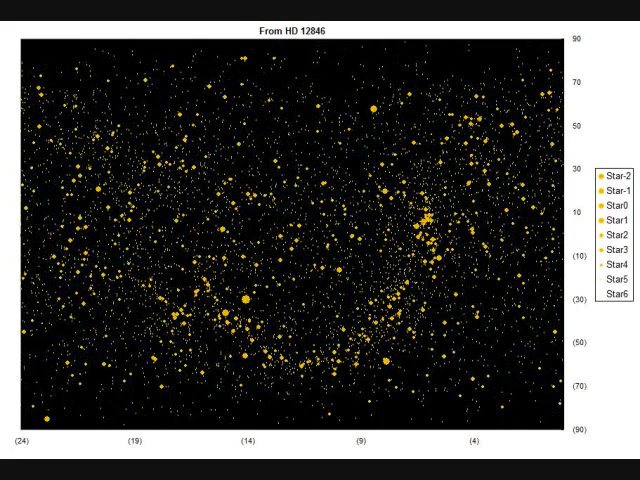 From HD 12846
90
70
50
30
10
(10)
(30)
(50)
(70)
(90)
(24)
(19)
(14)
(9)
(4)
Star-2
Star-1
Star0
Star1
Star2
Star3
Star4
Star5
Star6